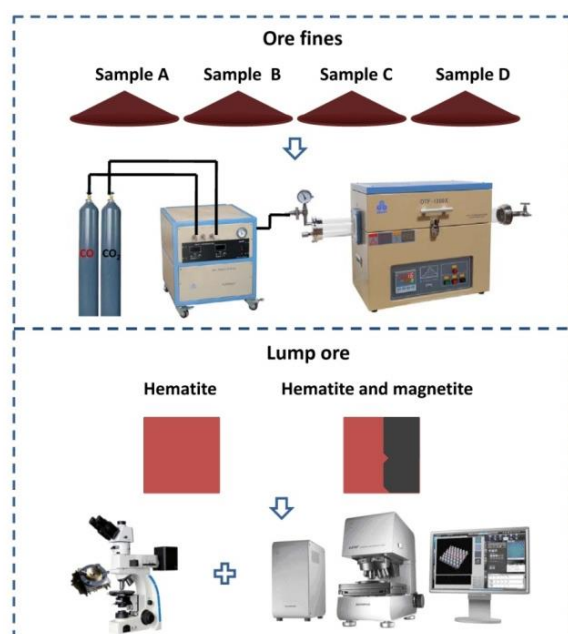 Ore fines
Sample A Sample B Sample C Sample D
CO CO₂
Lump ore
Hematite Hematite and magnetite